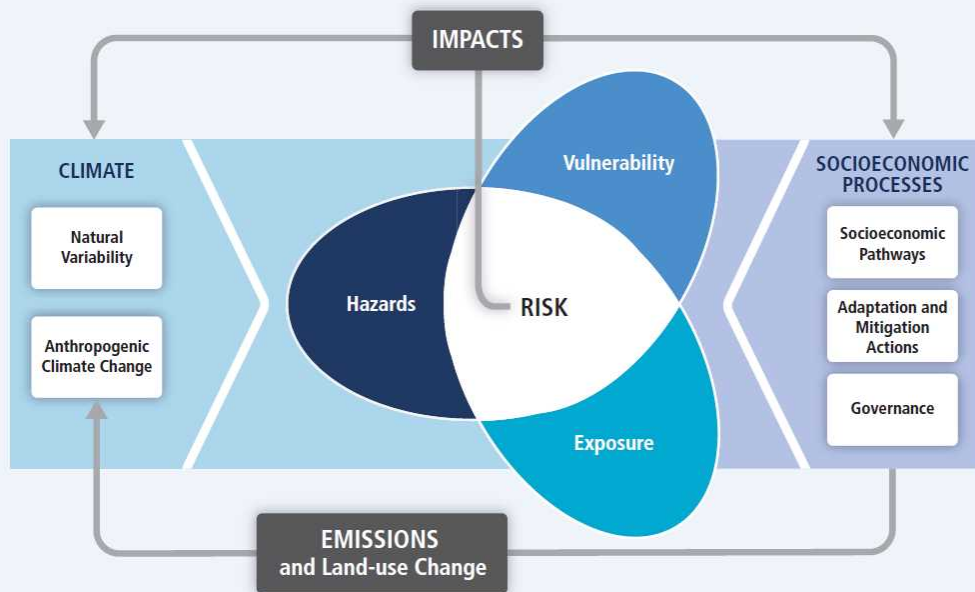 IMPACTS
CLIMATE
Natural
Variability
Anthropogenic
Climate Change
Vulnerability
Hazards
RISK
Exposure
SOCIOECONOMIC
PROCESSES
Socioeconomic
Pathways
Adaptation and
Mitigation
Actions
Governance
EMISSIONS
and Land-use Change